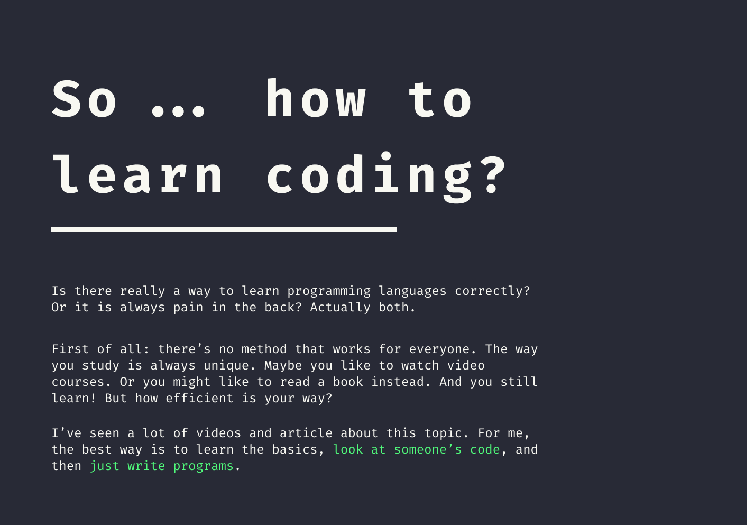 So ... how to
learn coding?
Is there really a way to learn programming languages correctly?
Or it is always pain in the back? Actually both.
First of all: there’s no method that works for everyone. The way
you study is always unique. Maybe you like to watch video
courses. Or you might like to read a book instead. And you still
learn! But how efficient is your way?
I’ve seen a lot of videos and article about this topic. For me,
the best way is to learn the basics, look at someone’s code, and
then just write programs.